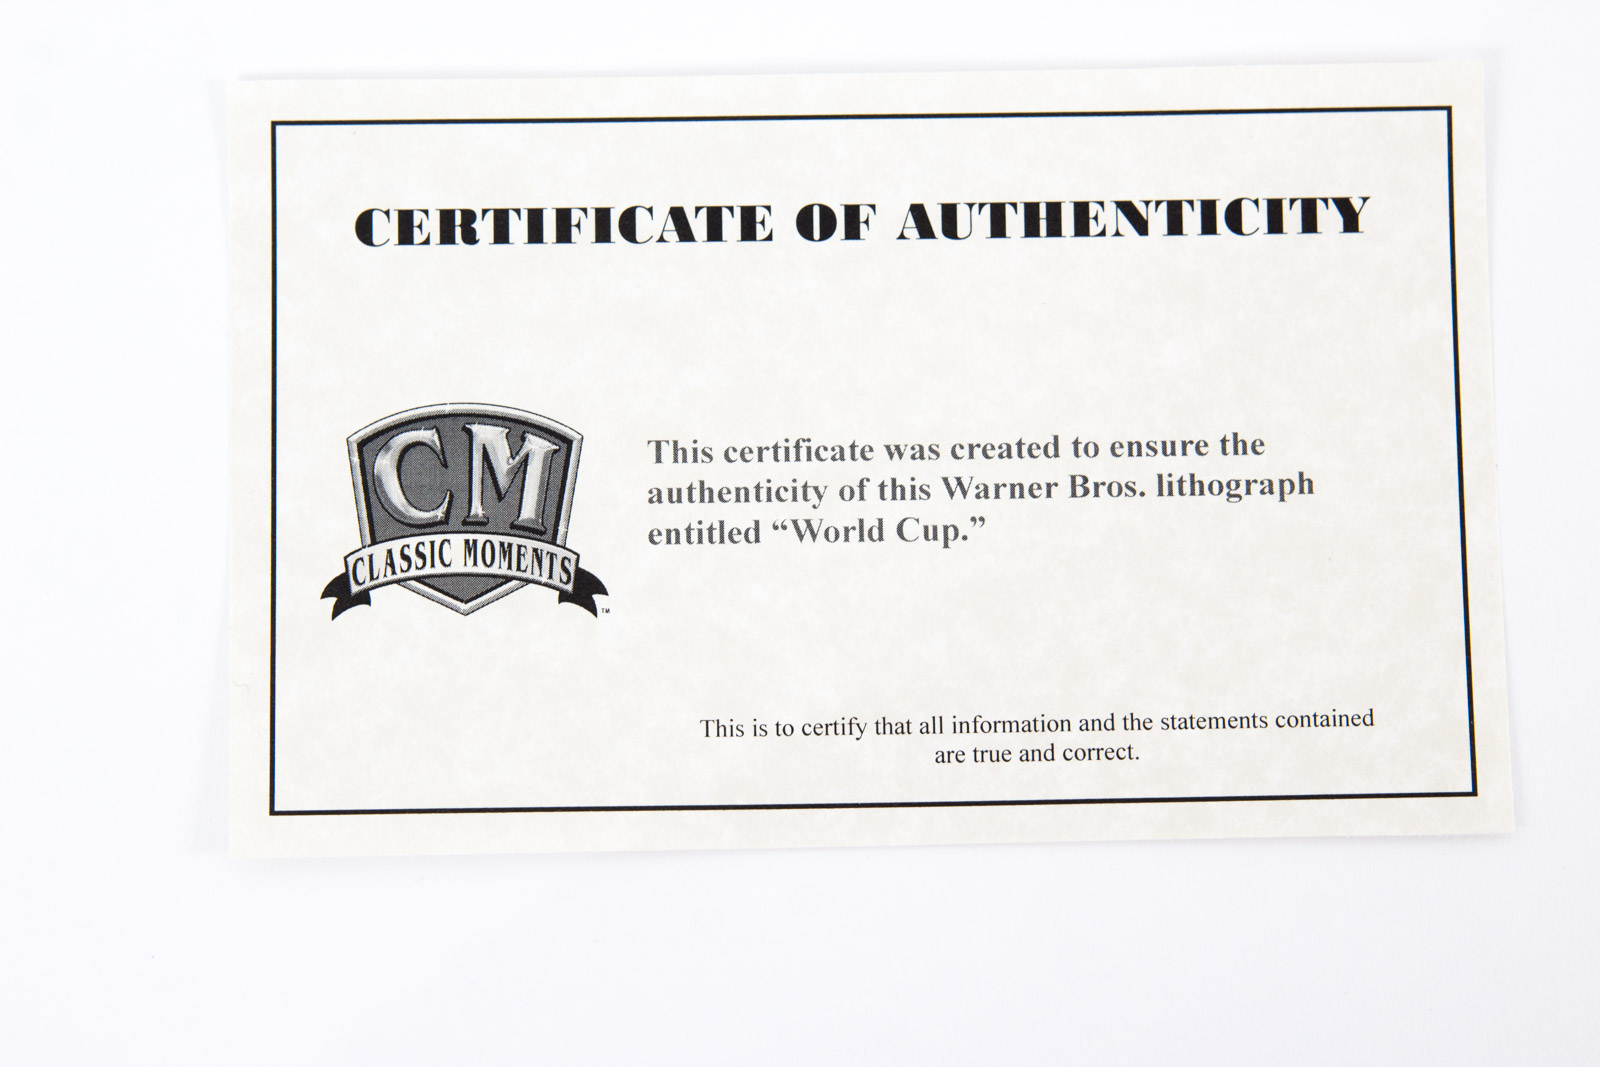 CERTIFICATE OF AUTHENTICITY
CM
CLASSIC MOMENTS
TM
This certificate was created to ensure the
authenticity of this Warner Bros. lithograph
entitled “World Cup.”
This is to certify that all information and the statements contained
are true and correct.